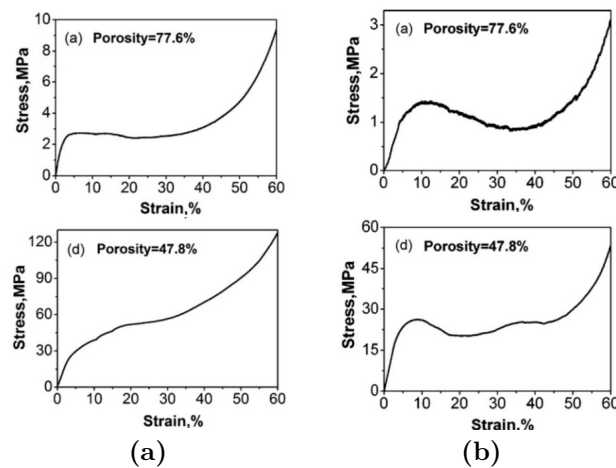 (a) Porosity=77.6%
Stress,MPa
10
8
6
4
2
0
0 10 20 30 40 50 60
Strain,%
(a) Porosity=77.6%
Stress,MPa
3
2
1
0
0 10 20 30 40 50 60
Strain,%
(d) Porosity=47.8%
Stress,MPa
120
90
60
30
0
0 10 20 30 40 50 60
Strain,%
(d) Porosity=47.8%
Stress,MPa
60
45
30
15
0
0 10 20 30 40 50 60
Strain,%
(a)
(b)